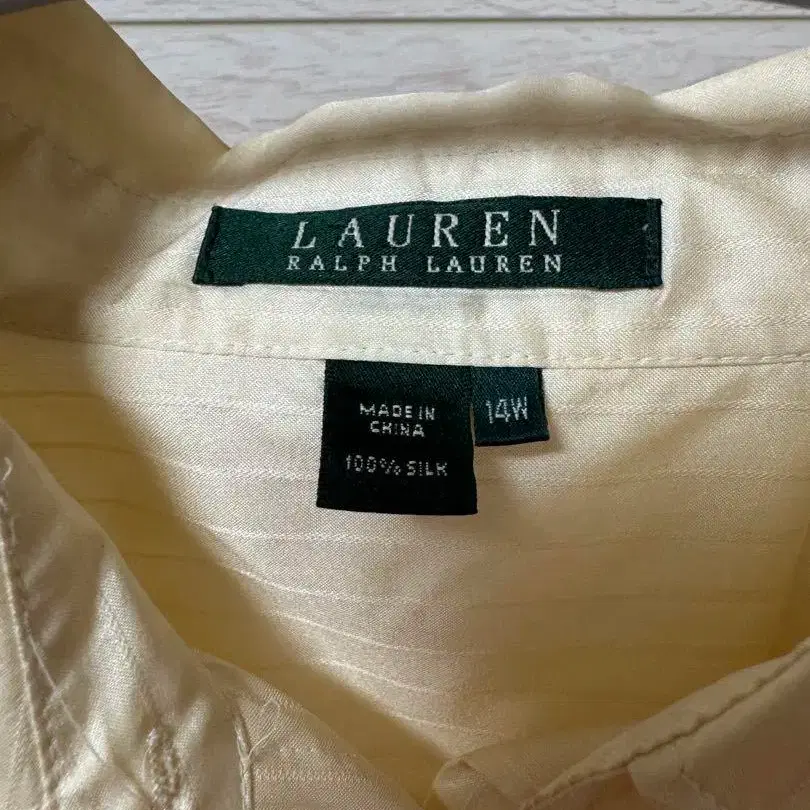 LAUREN
RALPH LAUREN
MADE IN
CHINA
100% SILK
14W